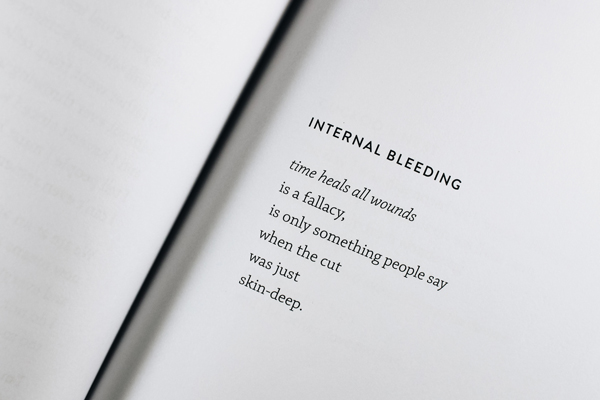 INTERNAL BLEEDING
time heals all wounds
is a fallacy,
is only something people say
when the cut
was just
skin-deep.